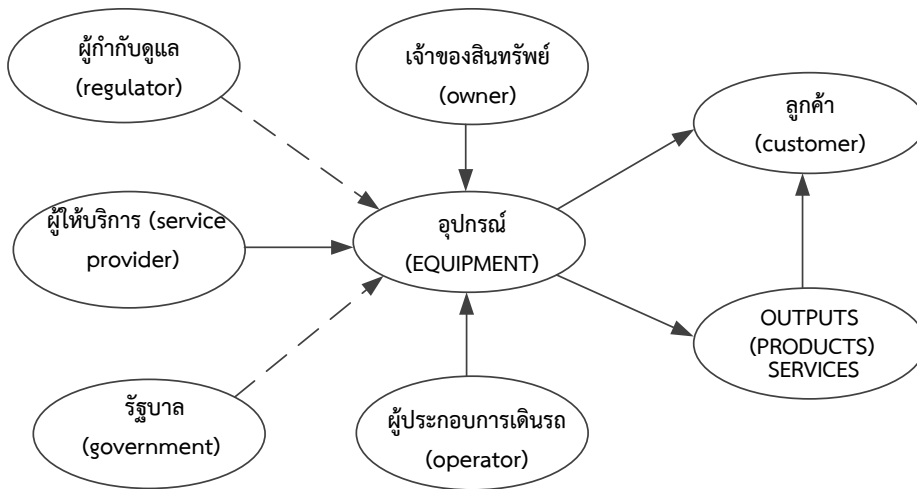 ผู้กำกับดูแล
(regulator)
เจ้าของสินทรัพย์
(owner)
ลูกค้า
(customer)
ผู้ให้บริการ (service
provider)
อุปกรณ์
(EQUIPMENT)
OUTPUTS
(PRODUCTS)
SERVICES
รัฐบาล
(government)
ผู้ประกอบการเดินรถ
(operator)